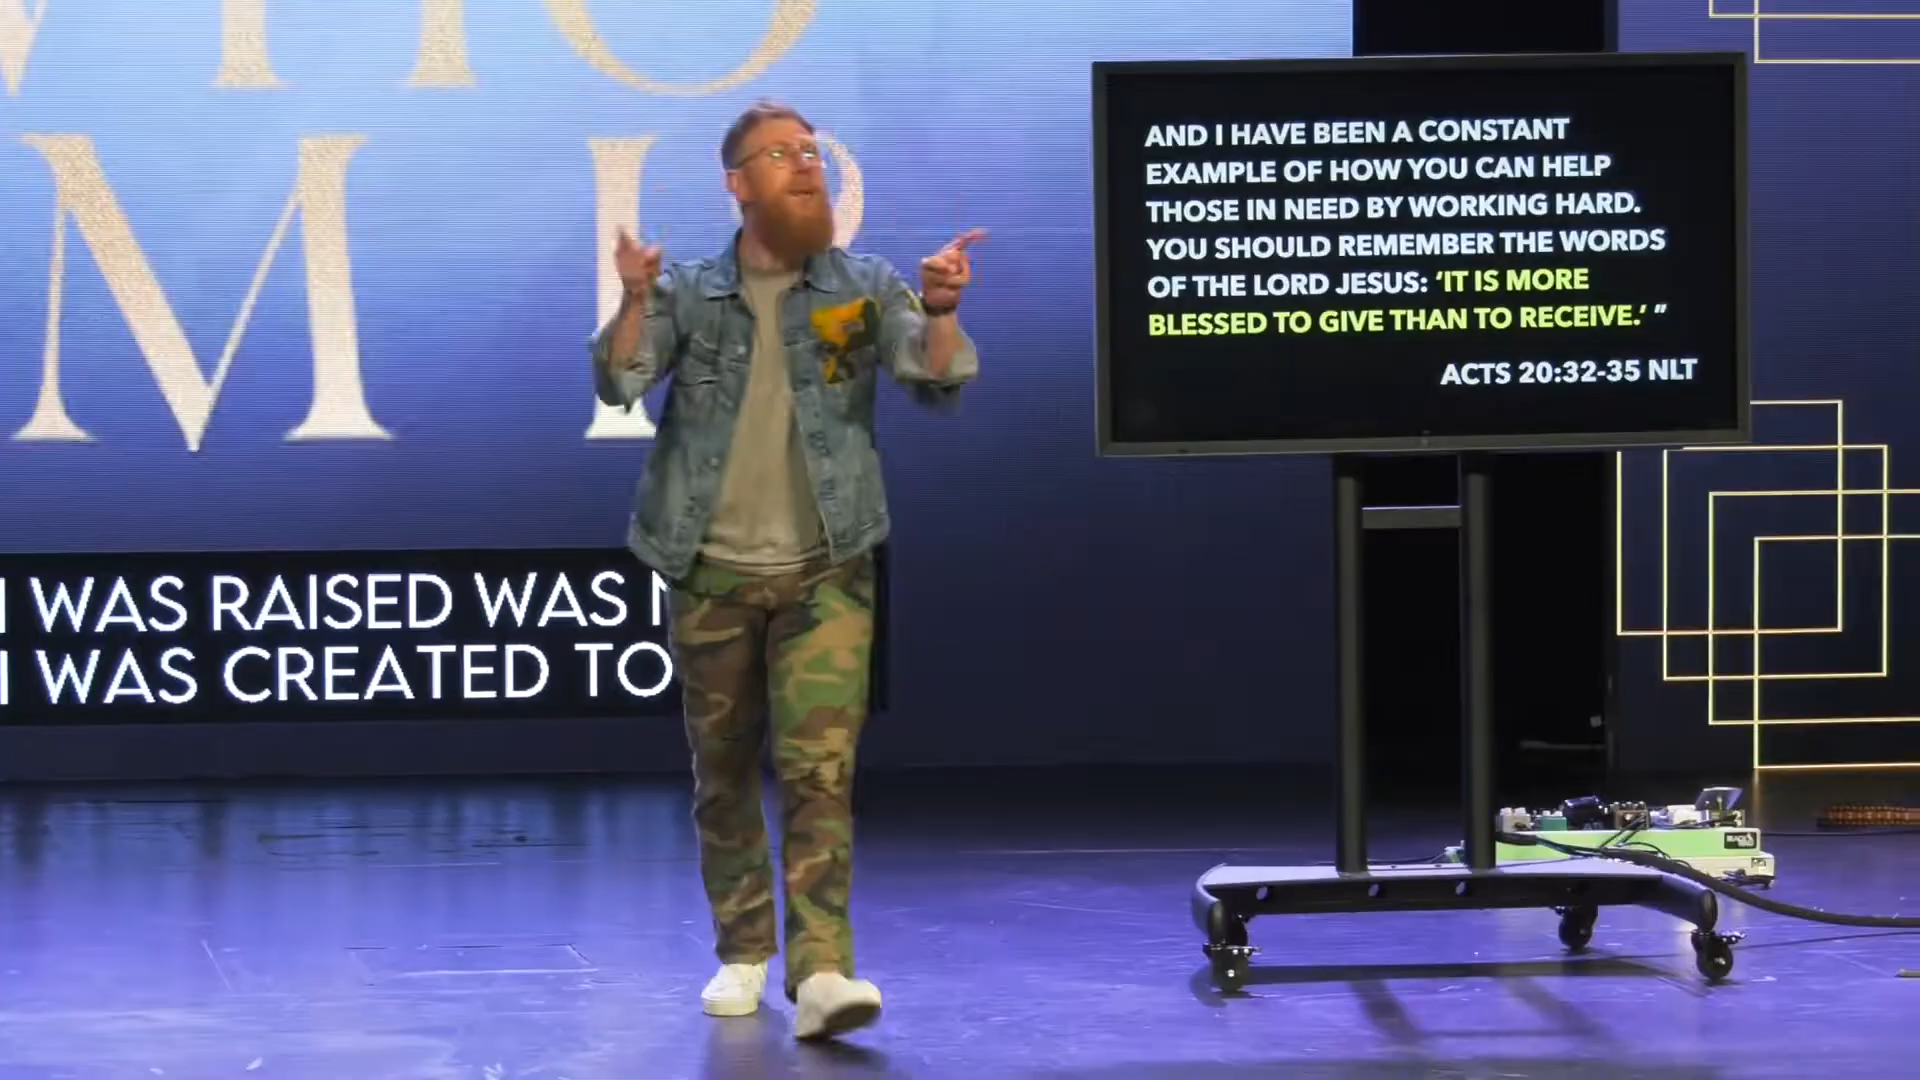 WHO
M I
AND I HAVE BEEN A CONSTANT
EXAMPLE OF HOW YOU CAN HELP
THOSE IN NEED BY WORKING HARD.
YOU SHOULD REMEMBER THE WORDS
OF THE LORD JESUS: ‘IT IS MORE
BLESSED TO GIVE THAN TO RECEIVE.’ ”
ACTS 20:32-35 NLT
I WAS RAISED WAS
I WAS CREATED TO